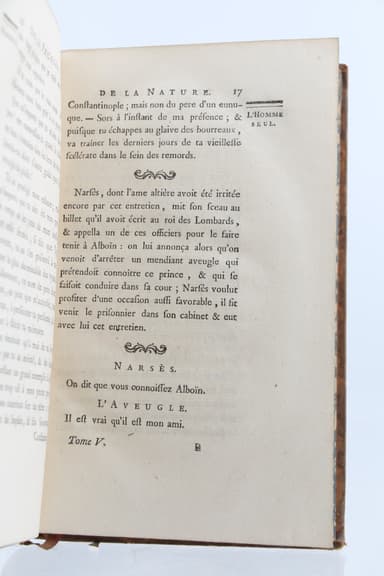 DE LA NATURE. 17
Constantinople ; mais non du pere d'un eunu-
que. — Sors à l'instant de ma présence ; &
puisque tu échappes au glaive des bourreaux,
va traîner les derniers jours de ta vieillesse
scélérate dans le sein des remords.
L'HOMME
SEUL.
Narsès, dont l'ame altière avoit été irritée
encore par cet entretien, mit son sceau au
billet qu'il avoit écrit au roi des Lombards,
& appella un de ces officiers pour le faire
tenir à Alboïn : on lui annonça alors qu'on
venoit d'arrêter un mendiant aveugle qui
prétendoit connoître ce prince, & qui se
faisoit conduire dans sa cour ; Narsès voulut
profiter d'une occasion aussi favorable, il fit
venir le prisonnier dans son cabinet & eut
avec lui cet entretien.
NARSÈS.
On dit que vous connoissez Alboïn.
L'AVEUGLE.
Il est vrai qu'il est mon ami.
Tome V. B